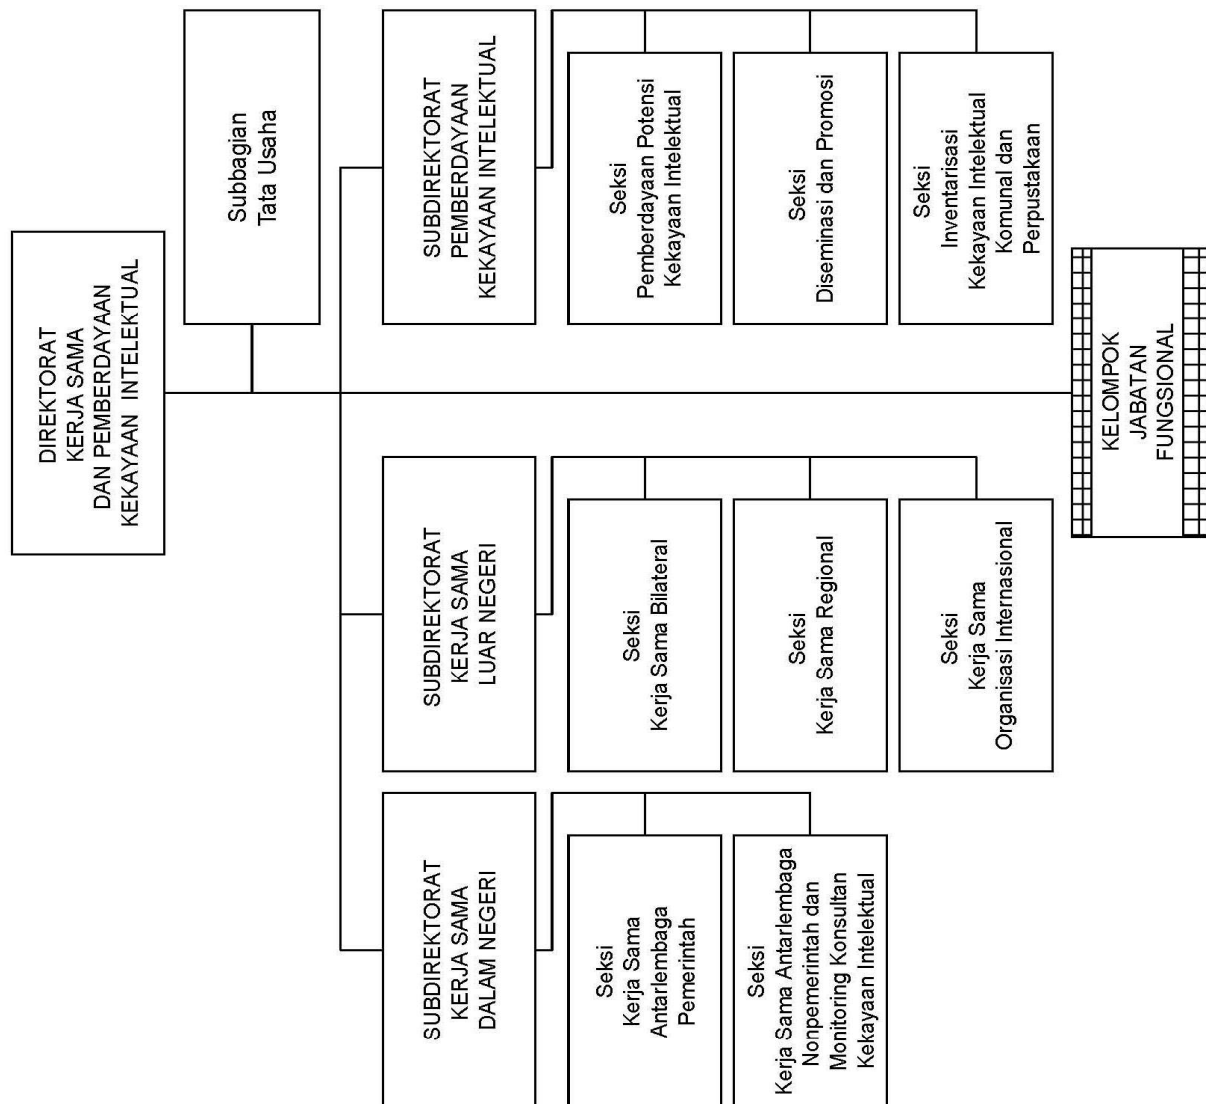 DIREKTORAT
KERJA SAMA
DAN PEMBERDAYAAN
KEKAYAAN INTELEKTUAL
Subbagian
Tata Usaha
SUBDIREKTORAT
KERJA SAMA
DALAM NEGERI
SUBDIREKTORAT
KERJA SAMA
LUAR NEGERI
SUBDIREKTORAT
PEMBERDAYAAN
KEKAYAAN INTELEKTUAL
Seksi
Kerja Sama
Antarlembaga
Pemerintah
Seksi
Kerja Sama Bilateral
Seksi
Pemberdayaan Potensi
Kekayaan Intelektual
Seksi
Kerja Sama Antarlembaga
Nonpemerintah dan
Monitoring Konsultan
Kekayaan Intelektual
Seksi
Kerja Sama Regional
Seksi
Diseminasi dan Promosi
Seksi
Kerja Sama
Organisasi Internasional
Seksi
Inventarisasi
Kekayaan Intelektual
Komunal dan
Perpustakaan
KELOMPOK
JABATAN
FUNGSIONAL